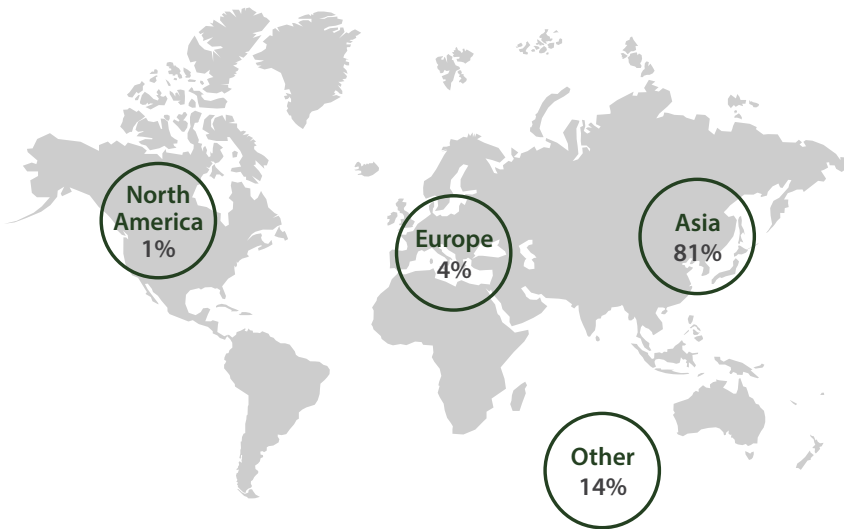 North
America
1%
Europe
4%
Asia
81%
Other
14%